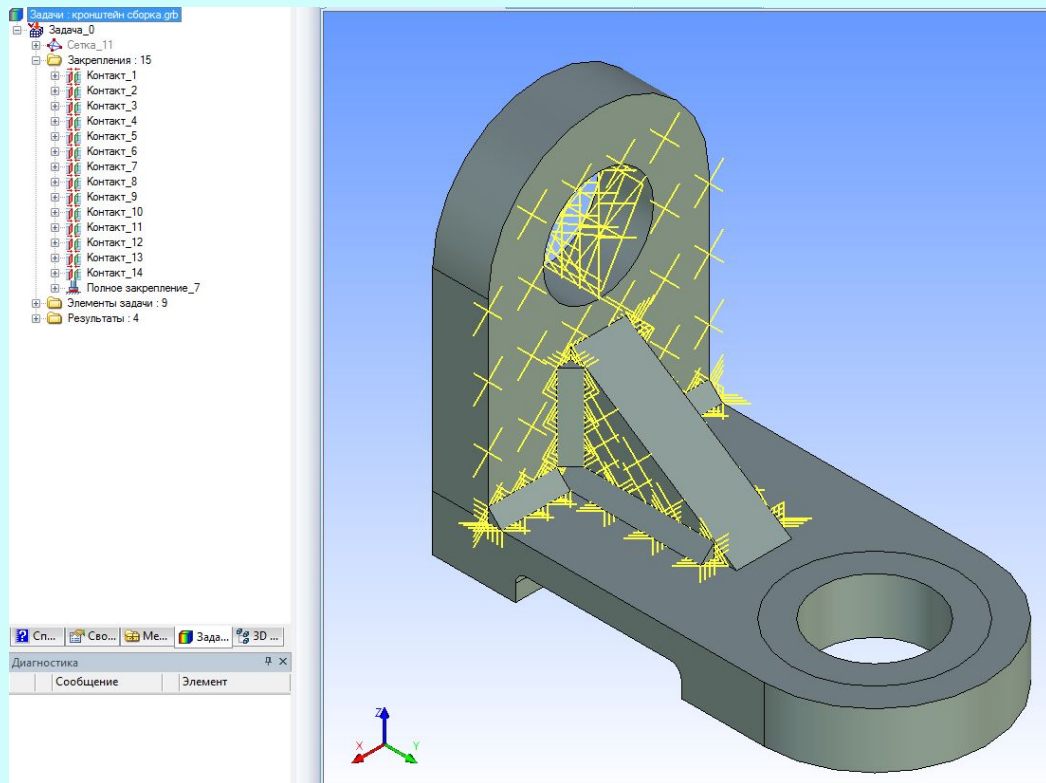 Задачи : кронштейн сборка.grb
Задача_0
Сетка_11
Закрепления : 15
Контакт_1
Контакт_2
Контакт_3
Контакт_4
Контакт_5
Контакт_6
Контакт_7
Контакт_8
Контакт_9
Контакт_10
Контакт_11
Контакт_12
Контакт_13
Контакт_14
Полное закрепление_7
Элементы задачи : 9
Результаты : 4
Сп... Сво... Ме... Зада... 3D ...
Диагностика
Сообщение Элемент
Z
X Y